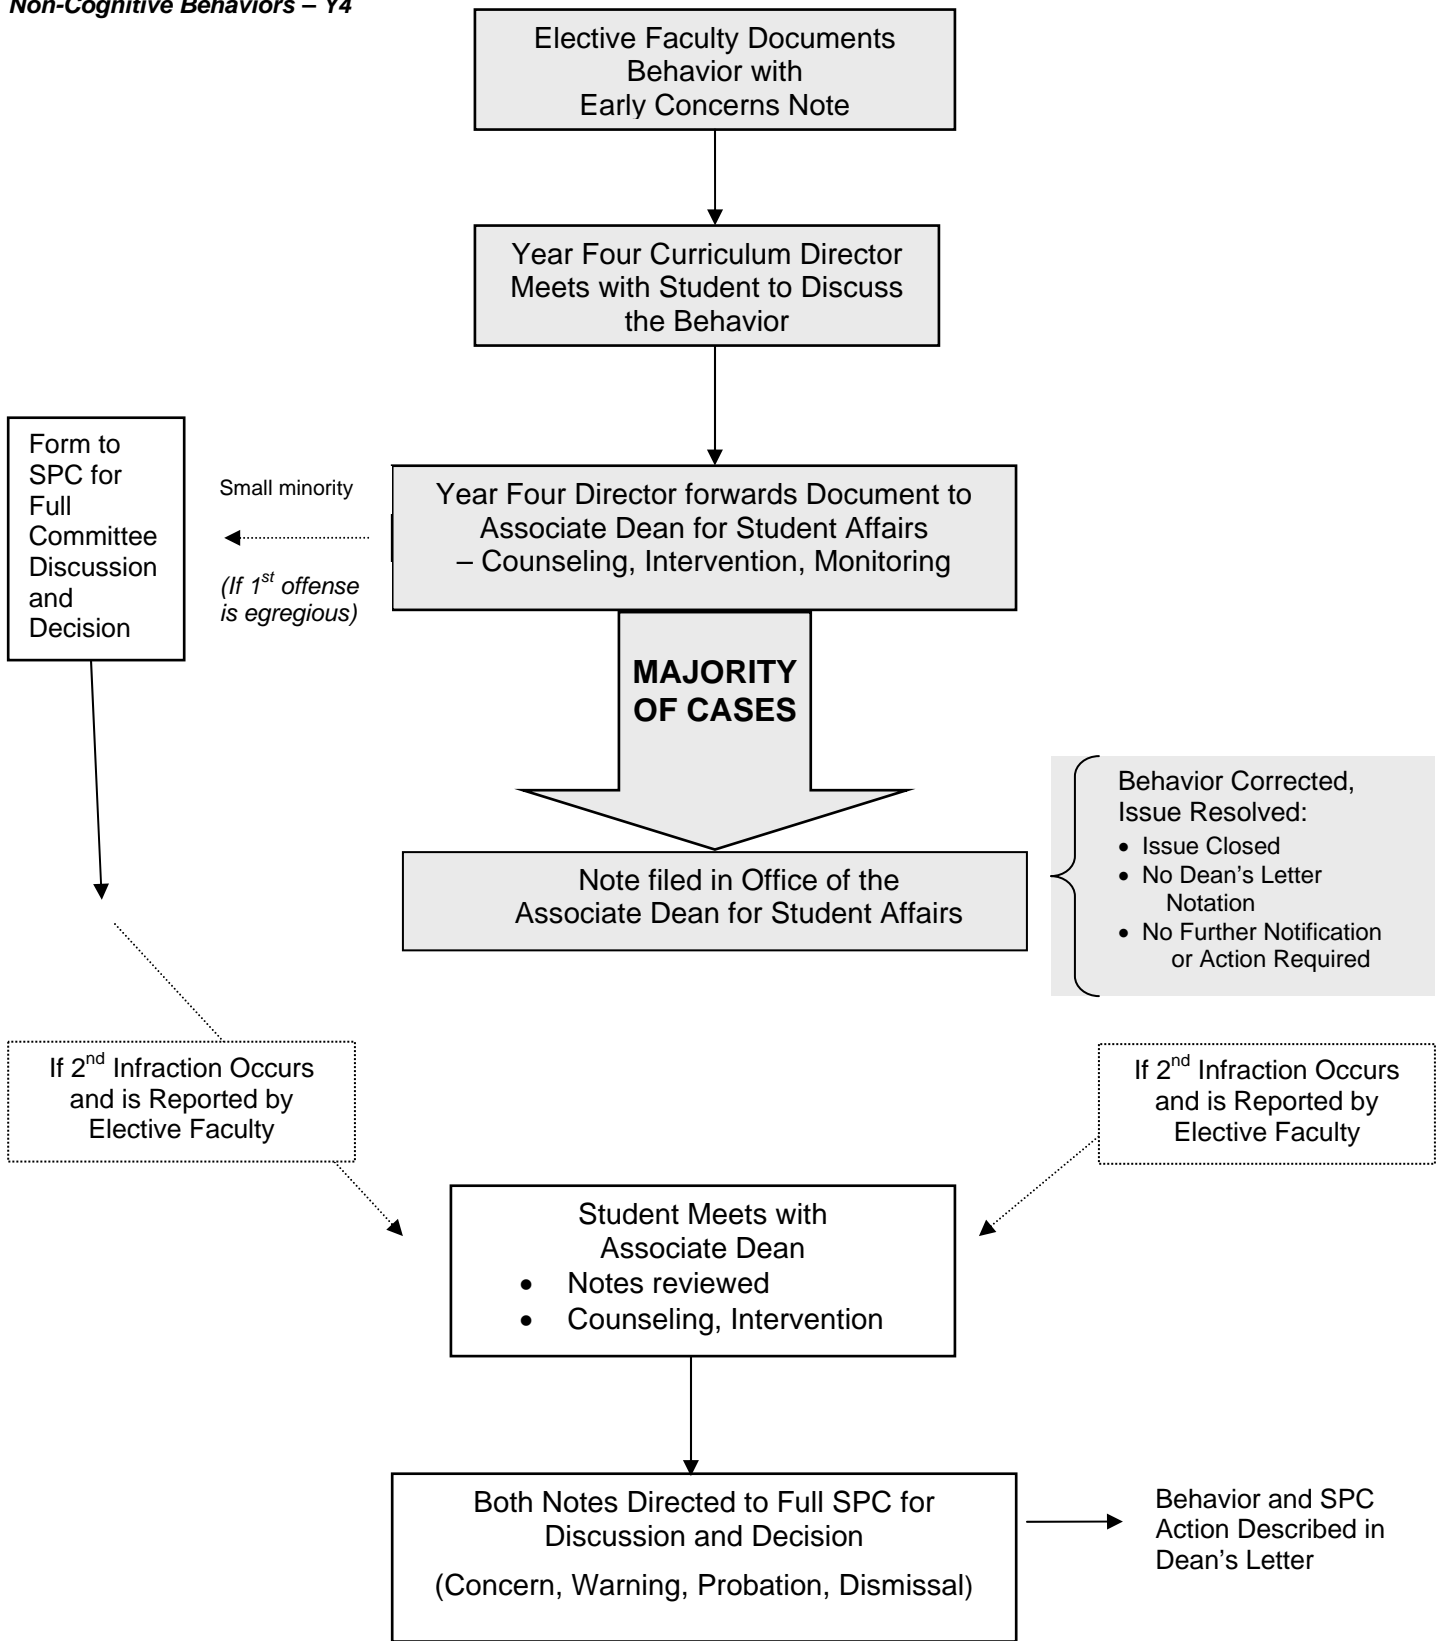 Non-Cognitive Behaviors – Y4
Elective Faculty Documents
Behavior with
Early Concerns Note
Year Four Curriculum Director
Meets with Student to Discuss
the Behavior
Form to
SPC for
Full
Committee
Discussion
and
Decision
Small minority
(If 1st offense
is egregious)
Year Four Director forwards Document to
Associate Dean for Student Affairs
– Counseling, Intervention, Monitoring
MAJORITY
OF CASES
Note filed in Office of the
Associate Dean for Student Affairs
Behavior Corrected,
Issue Resolved:
• Issue Closed
• No Dean’s Letter
Notation
• No Further Notification
or Action Required
If 2nd Infraction Occurs
and is Reported by
Elective Faculty
If 2nd Infraction Occurs
and is Reported by
Elective Faculty
Student Meets with
Associate Dean
• Notes reviewed
• Counseling, Intervention
Both Notes Directed to Full SPC for
Discussion and Decision
(Concern, Warning, Probation, Dismissal)
Behavior and SPC
Action Described in
Dean’s Letter